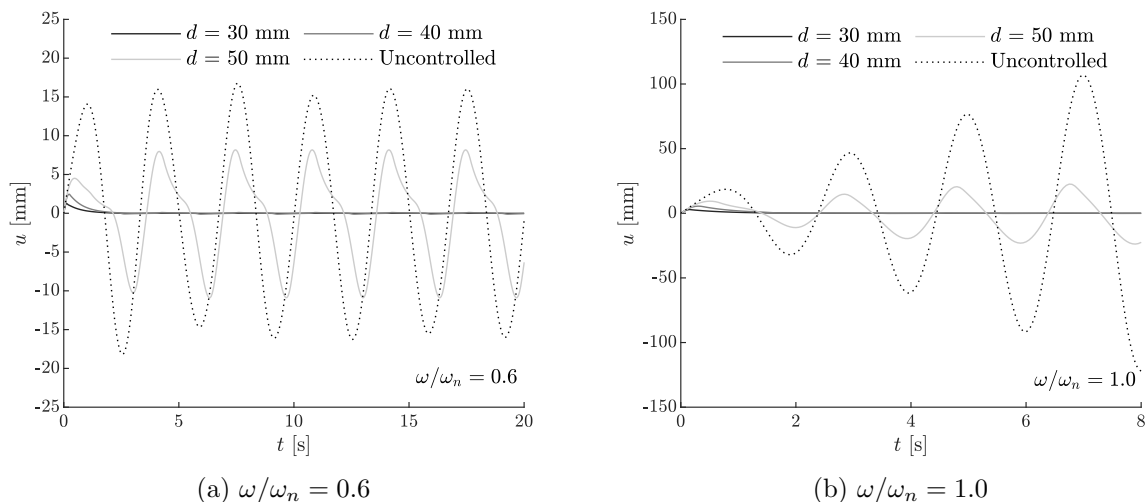 25
20
15
10
5
0
-5
-10
-15
-20
-25
0 5 10 15 20
u [mm]
t [s]
d = 30 mm
d = 40 mm
d = 50 mm
Uncontrolled
ω/ωₙ = 0.6
(a) ω/ωₙ = 0.6
150
100
50
0
-50
-100
-150
0 2 4 6 8
u [mm]
t [s]
d = 30 mm
d = 50 mm
d = 40 mm
Uncontrolled
ω/ωₙ = 1.0
(b) ω/ωₙ = 1.0